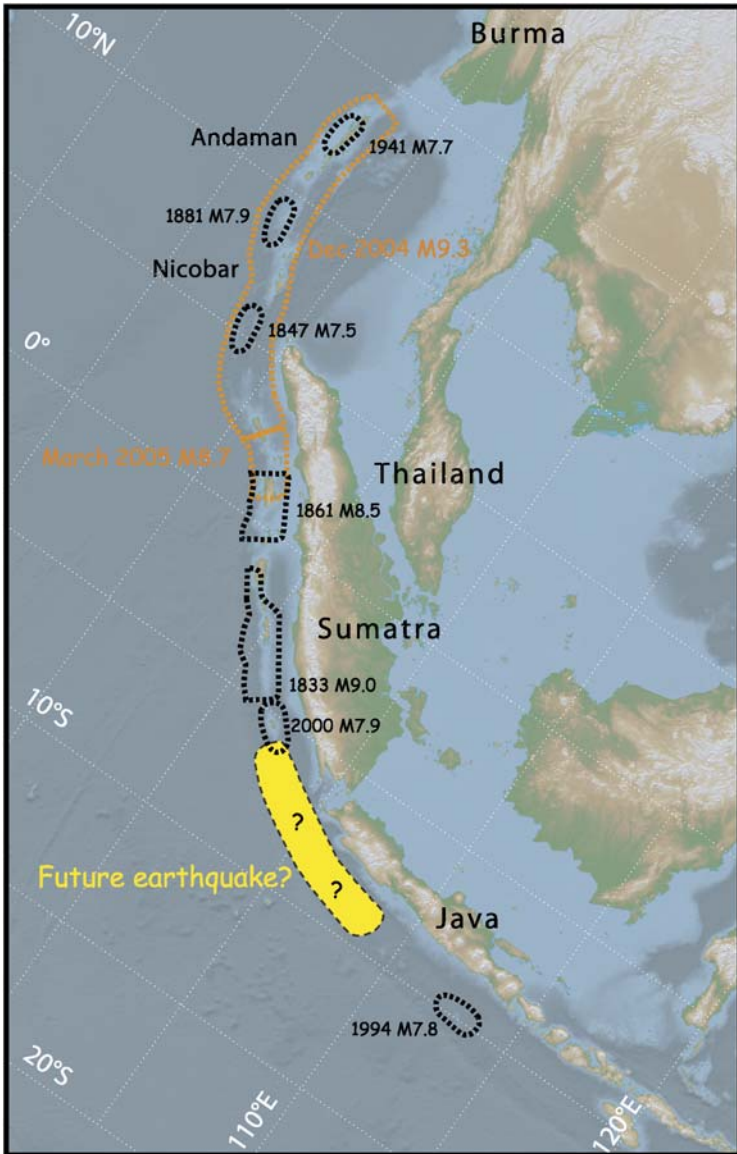 10°N
Burma
Andaman
1941 M7.7
1881 M7.9
Dec 2004 M9.3
Nicobar
1847 M7.5
0°
March 2005 M8.7
Thailand
1861 M8.5
Sumatra
1833 M9.0
10°S
2000 M7.9
?
Future earthquake?
?
Java
1994 M7.8
20°S
110°E
120°E